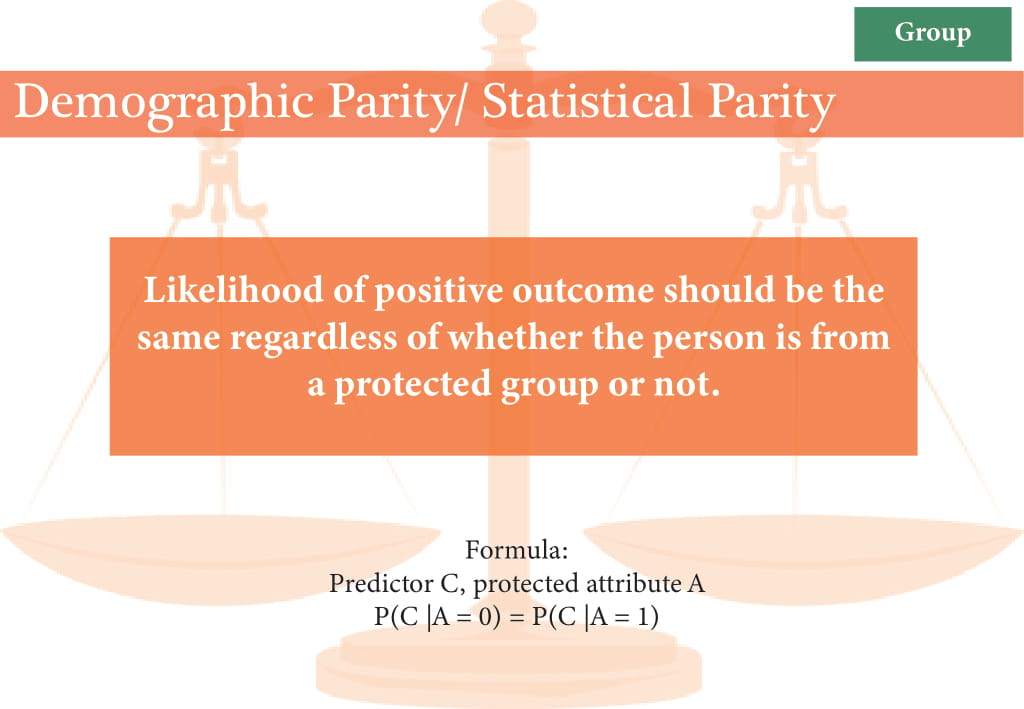 Group
Demographic Parity/ Statistical Parity
Likelihood of positive outcome should be the
same regardless of whether the person is from
a protected group or not.
Formula:
Predictor C, protected attribute A
P(C |A = 0) = P(C |A = 1)